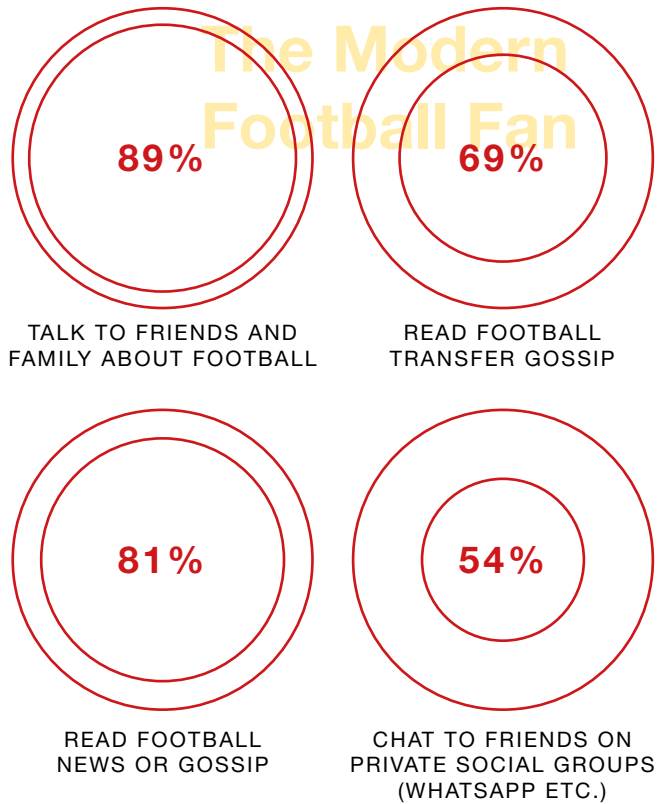 The Modern
Football Fan
89%
TALK TO FRIENDS AND
FAMILY ABOUT FOOTBALL
69%
READ FOOTBALL
TRANSFER GOSSIP
81%
READ FOOTBALL
NEWS OR GOSSIP
54%
CHAT TO FRIENDS ON
PRIVATE SOCIAL GROUPS
(WHATSAPP ETC.)